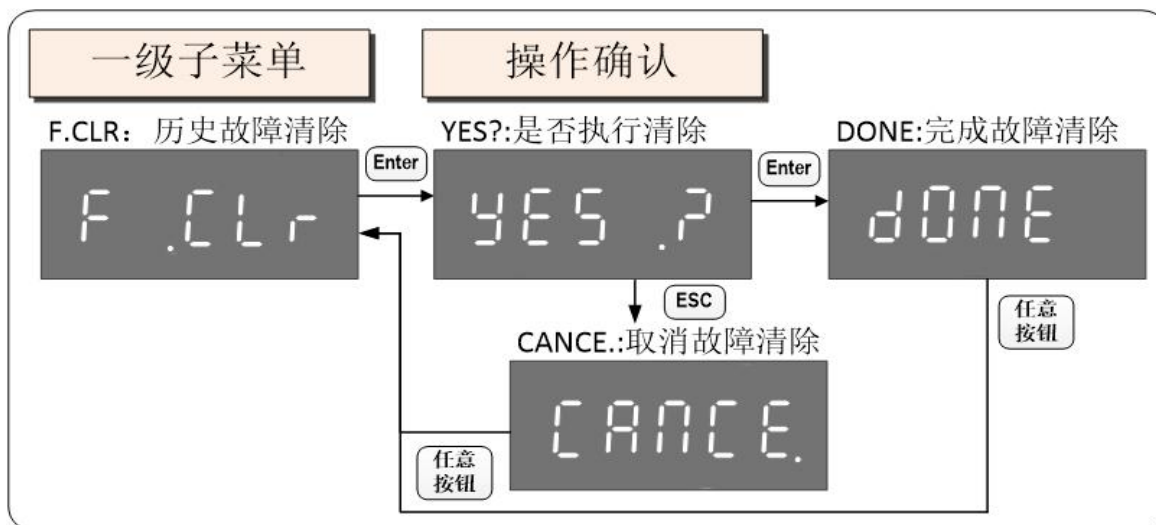 一级子菜单
操作确认
F.CLR：历史故障清除
YES?:是否执行清除
DONE:完成故障清除
F .CLr
Enter
yES .?
Enter
dONE
ESC
任意
按钮
CANCE.:取消故障清除
CANCE.
任意
按钮